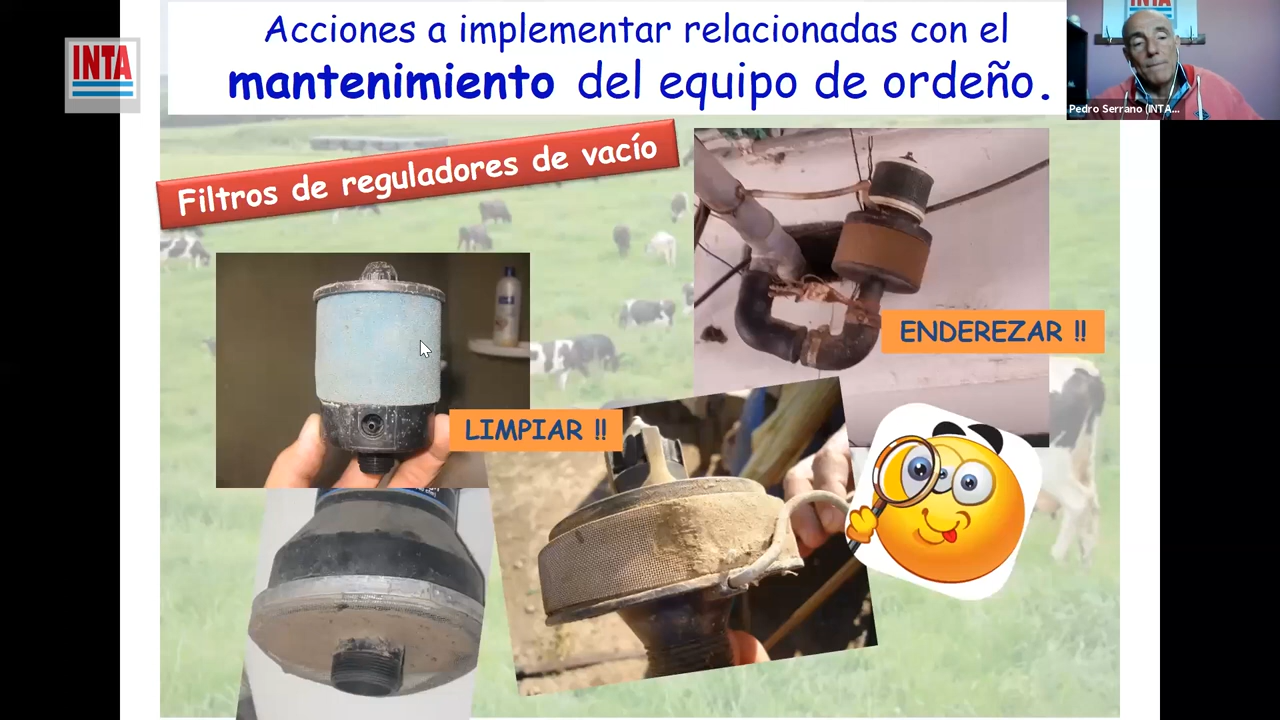 Acciones a implementar relacionadas con el
mantenimiento del equipo de ordeño.
INTA
Pedro Serrano (INTA...
Filtros de reguladores de vacío
ENDEREZAR !!
LIMPIAR !!